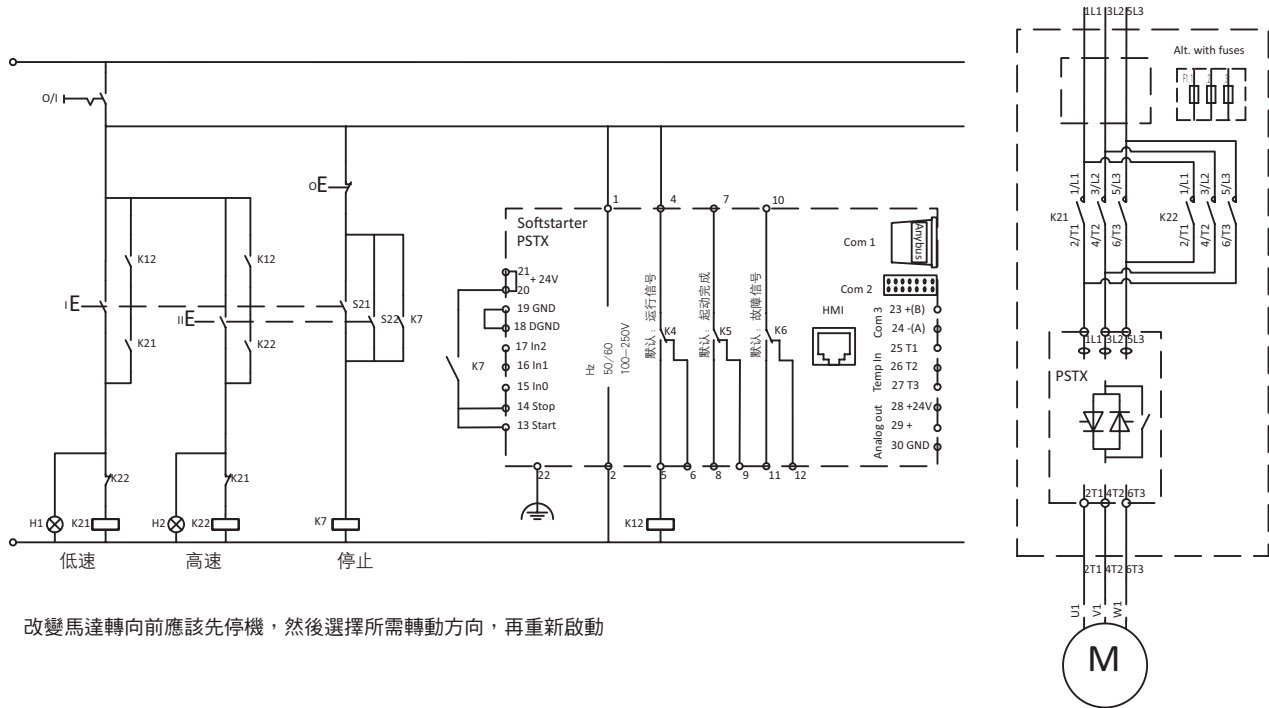 O/I
K12
K21
I E
K22
H1
K21
低速
K12
II E
K22
K21
H2
K22
高速
O E
S21
S22
K7
K7
停止
Softstarter
PSTX
21
+ 24V
20
19 GND
18 DGND
17 In2
16 In1
15 In0
14 Stop
13 Start
K7
22
1
Hz
50/60
100-250V
2
4
默认：运行信号
K4
5
6
K12
7
默认：起动完成
K5
8
9
10
默认：故障信号
K6
11
12
Com 1
Anybus
Com 2
HMI
Com 3
23 +(B)
24 -(A)
Temp In
25 T1
26 T2
27 T3
Analog out
28 +24V
29 +
30 GND
1L1 3L2 5L3
Alt. with fuses
K21
1/L1 3/L2 5/L3
2/T1 4/T2 6/T3
K22
1/L1 3/L2 5/L3
2/T1 4/T2 6/T3
1L1 3L2 5L3
PSTX
2T1 4T2 6T3
2T1 4T2 6T3
U1 V1 W1
M
改變馬達轉向前應該先停機，然後選擇所需轉動方向，再重新啟動